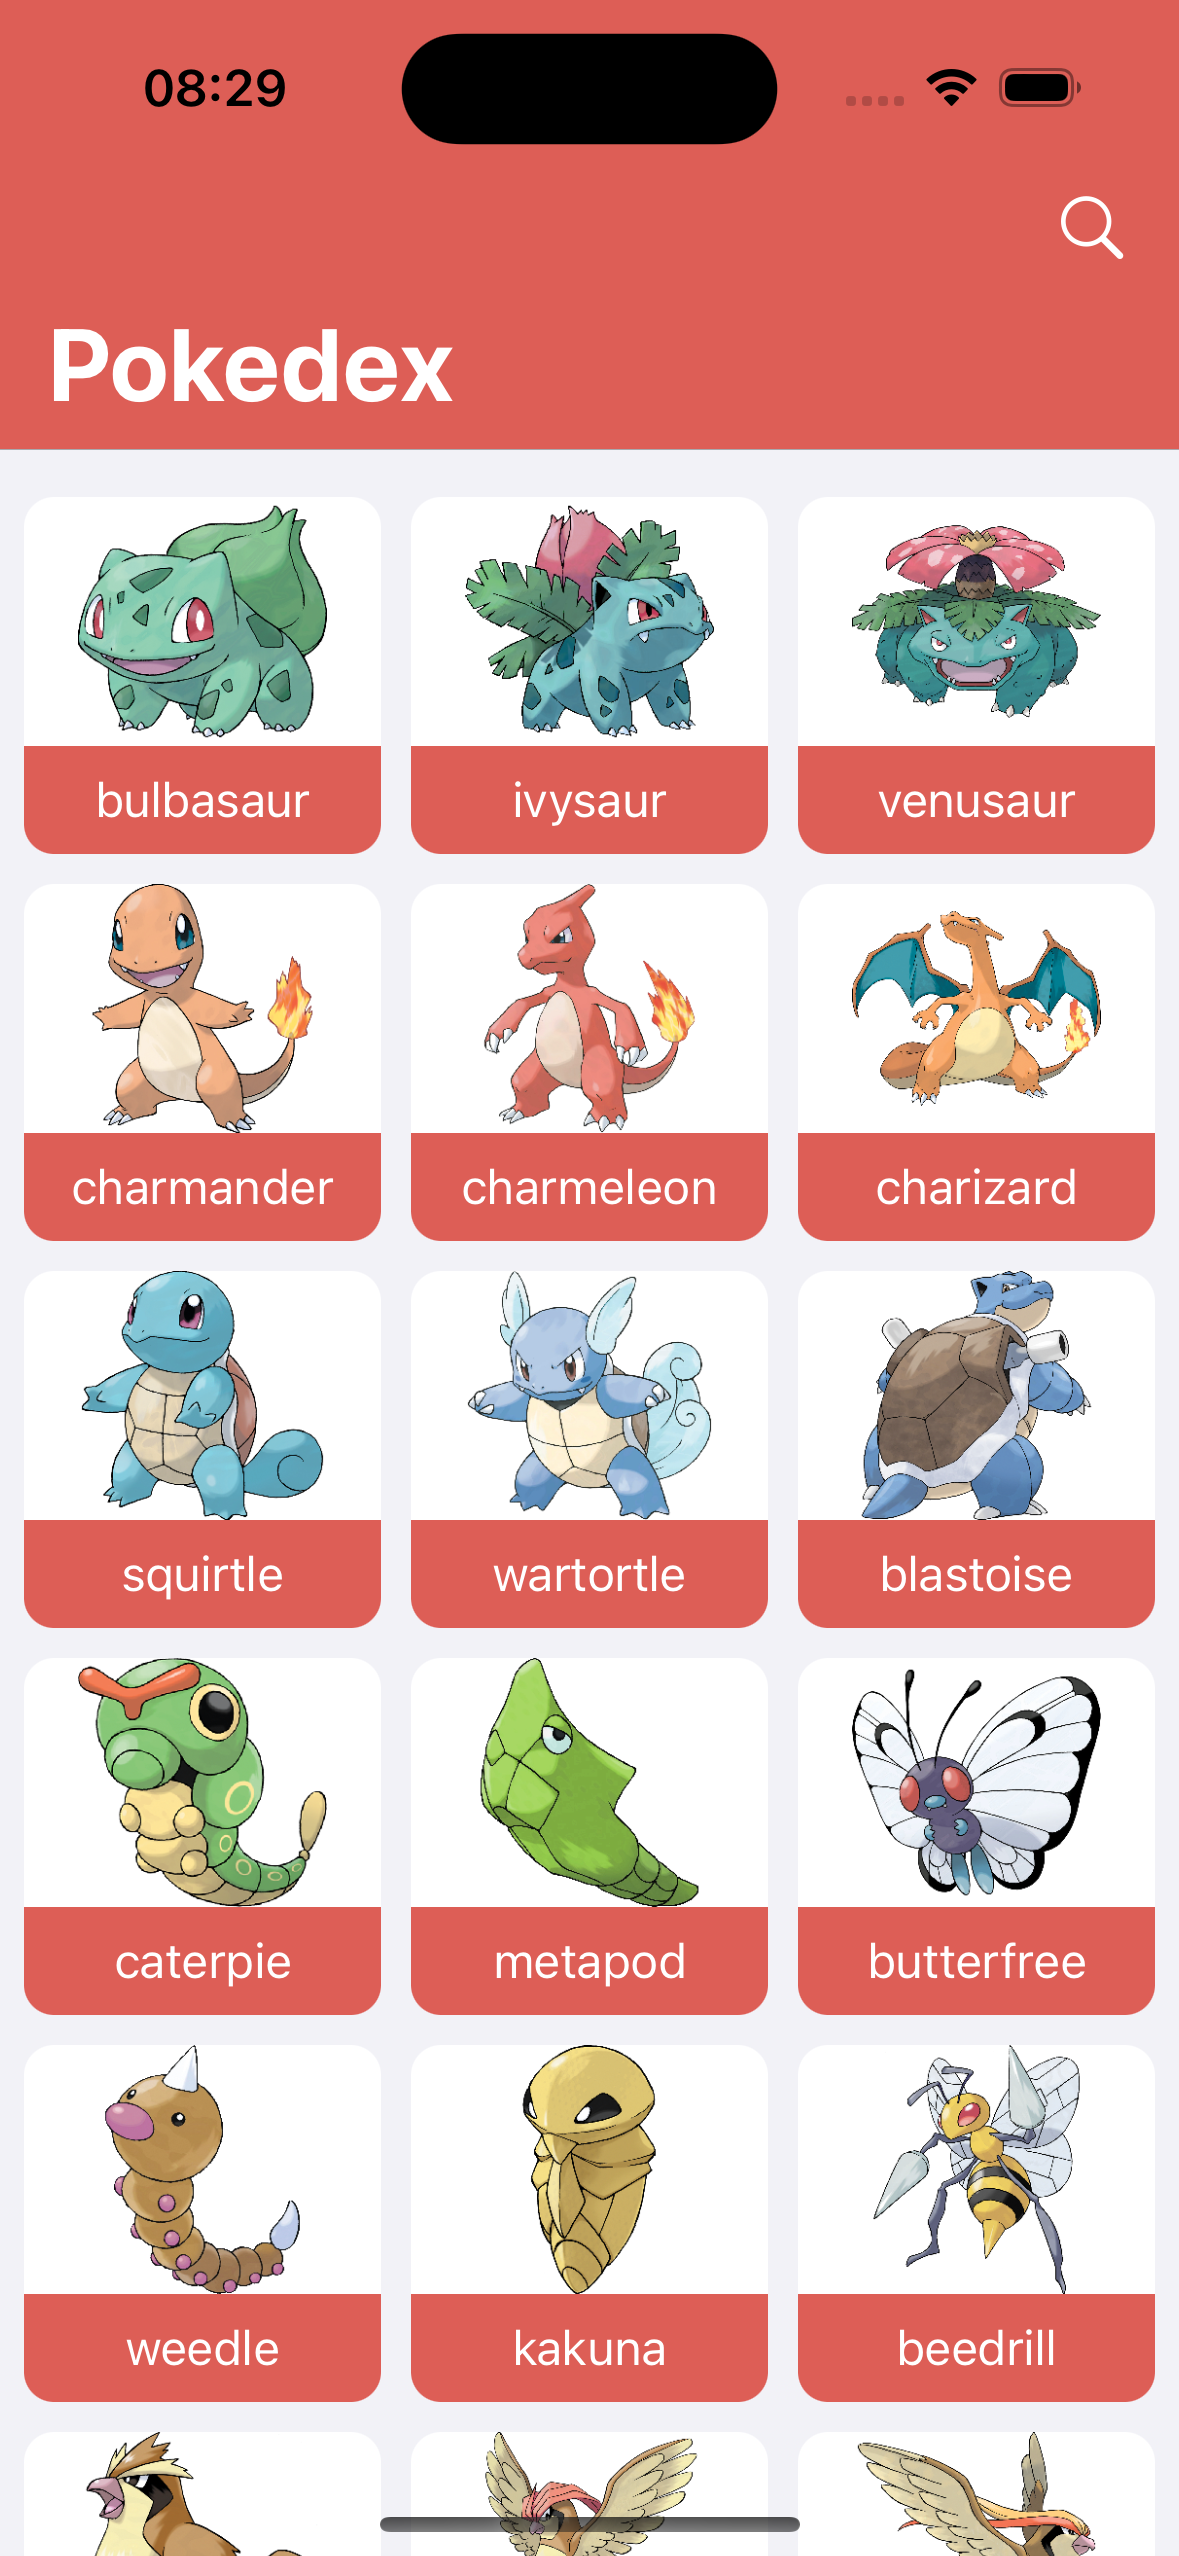 08:29
Pokedex
bulbasaur
ivysaur
venusaur
charmander
charmeleon
charizard
squirtle
wartortle
blastoise
caterpie
metapod
butterfree
weedle
kakuna
beedrill